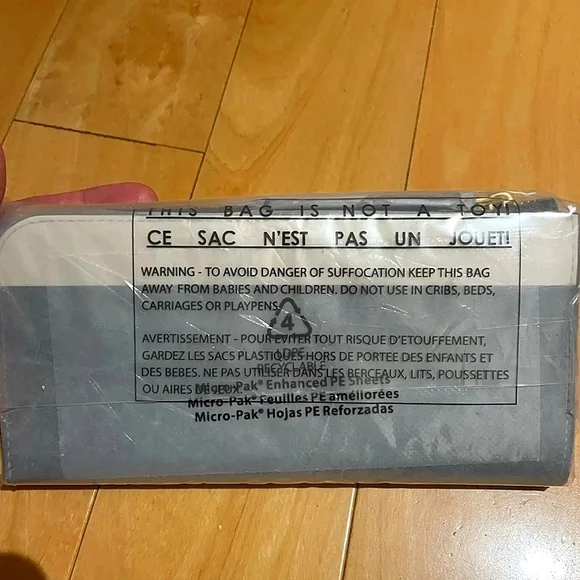 THIS BAG IS NOT A TOY!
CE SAC N'EST PAS UN JOUET!
WARNING - TO AVOID DANGER OF SUFFOCATION KEEP THIS BAG
AWAY FROM BABIES AND CHILDREN. DO NOT USE IN CRIBS, BEDS,
CARRIAGES OR PLAYPENS.
4
AVERTISSEMENT - POUR EVITER TOUT RISQUE D'ETOUFFEMENT,
LDPE
GARDEZ LES SACS PLASTIQUES HORS DE PORTEE DES ENFANTS ET
RECYCLABLE
DES BEBES. NE PAS UTILISER DANS LES BERCEAUX, LITS, POUSSETTES
OU AIRES DE JEUX.
Micro-Pak® Enhanced PE Sheets
Micro-Pak® Feuilles PE améliorées
Micro-Pak® Hojas PE Reforzadas